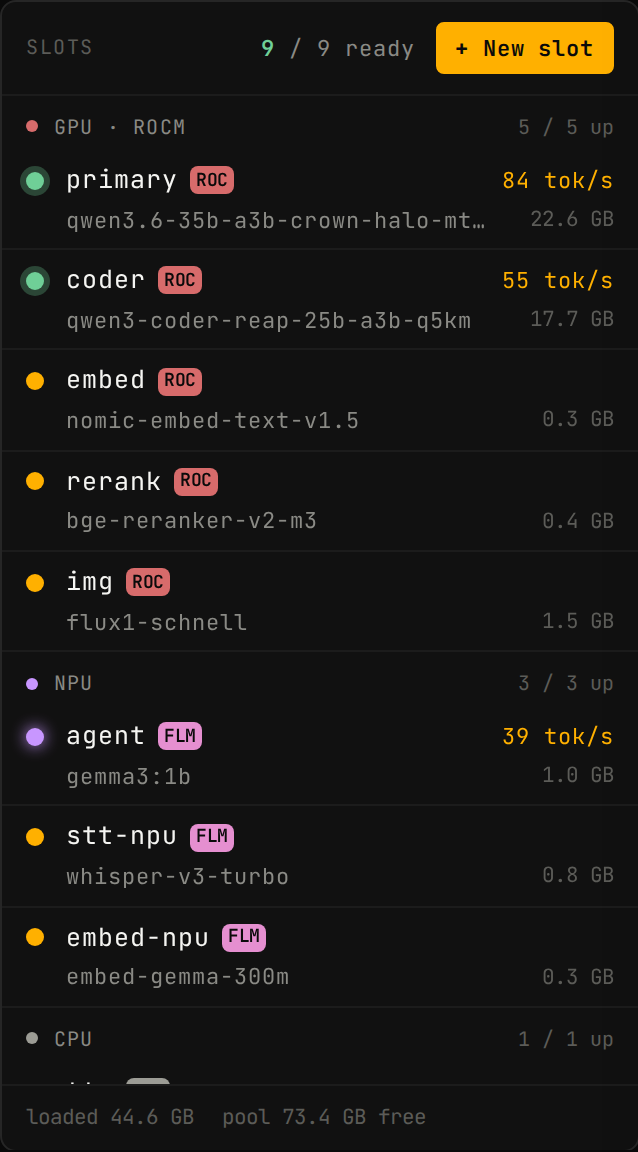 SLOTS 9 / 9 ready + New slot
GPU · ROCM 5 / 5 up
primary ROC 84 tok/s
qwen3.6-35b-a3b-crown-halo-mt… 22.6 GB
coder ROC 55 tok/s
qwen3-coder-reap-25b-a3b-q5km 17.7 GB
embed ROC
nomic-embed-text-v1.5 0.3 GB
rerank ROC
bge-reranker-v2-m3 0.4 GB
img ROC
flux1-schnell 1.5 GB
NPU 3 / 3 up
agent FLM 39 tok/s
gemma3:1b 1.0 GB
stt-npu FLM
whisper-v3-turbo 0.8 GB
embed-npu FLM
embed-gemma-300m 0.3 GB
CPU 1 / 1 up
loaded 44.6 GB pool 73.4 GB free